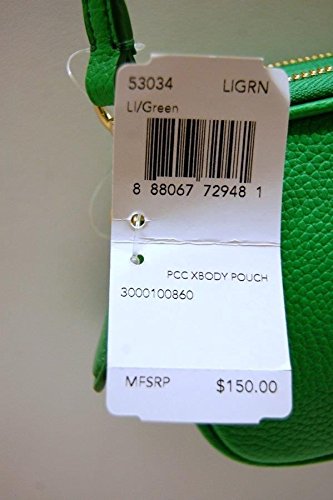 53034 LIGRN
LI/Green
8 88067 72948 1
PCC XBODY POUCH
3000100860
MFSRP $150.00